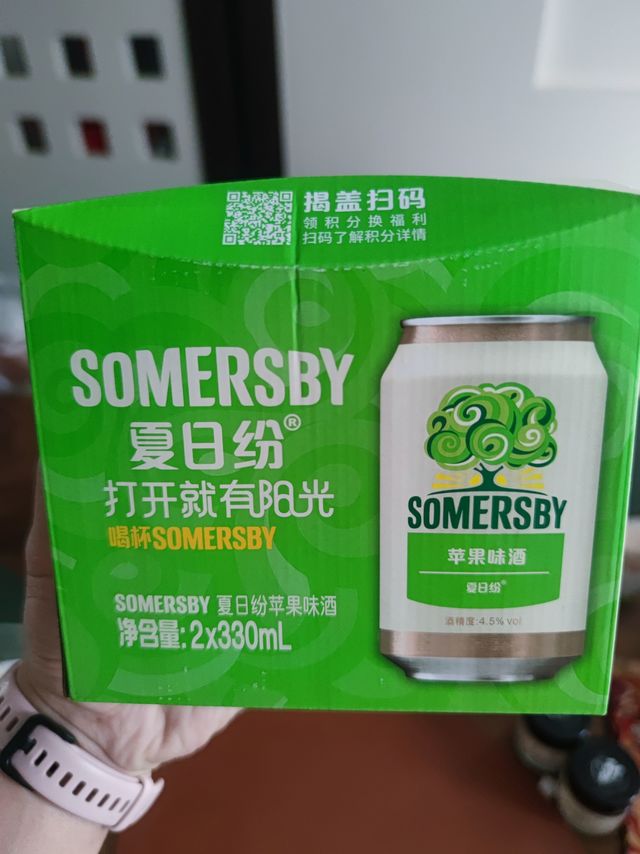 揭盖扫码
领积分换福利
扫码了解积分详情
SOMERSBY
夏日纷®
打开就有阳光
喝杯SOMERSBY
SOMERSBY 夏日纷苹果味酒
净含量: 2x330mL
SOMERSBY
苹果味酒
夏日纷®
酒精度:4.5% vol